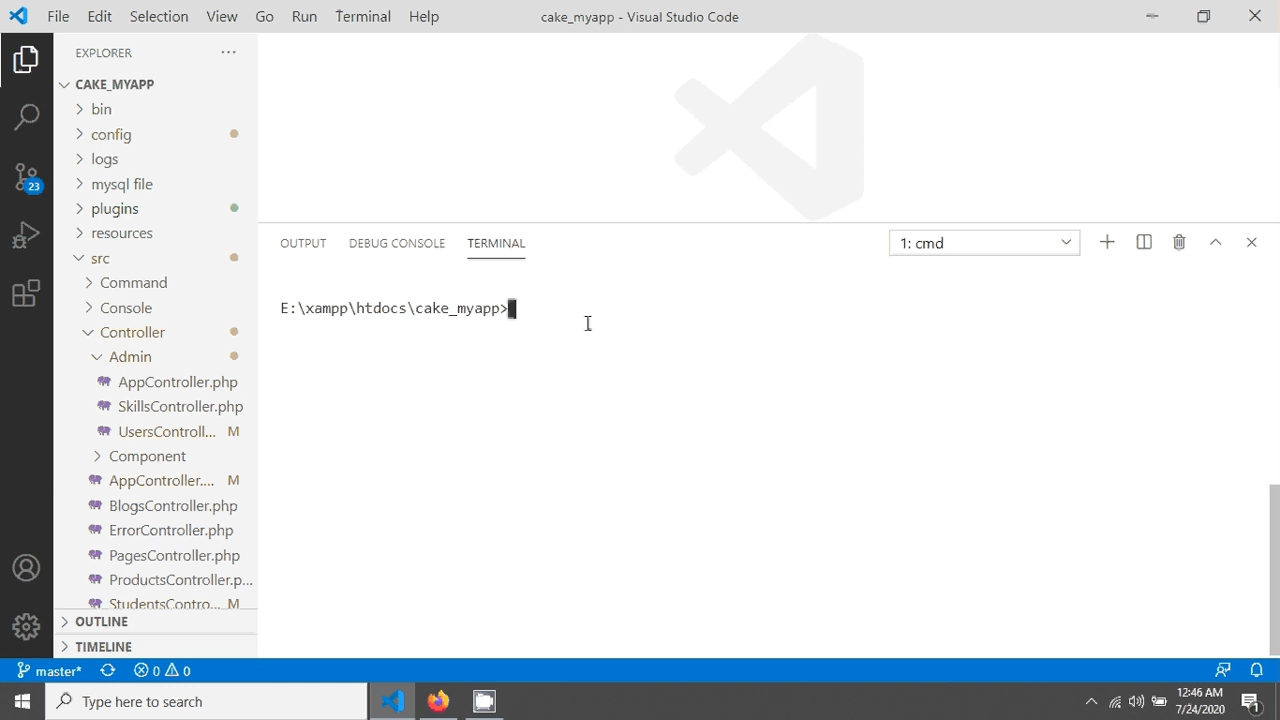 File Edit Selection View Go Run Terminal Help cake_myapp - Visual Studio Code
EXPLORER
CAKE_MYAPP
bin
config
logs
mysql file
plugins
resources
src
Command
Console
Controller
Admin
AppController.php
SkillsController.php
UsersControll... M
Component
AppController.... M
BlogsController.php
ErrorController.php
PagesController.php
ProductsController.p...
StudentsContro... M
OUTLINE
TIMELINE
23
OUTPUT DEBUG CONSOLE TERMINAL 1: cmd
E:\xampp\htdocs\cake_myapp>
master* 0 0
Type here to search
12:46 AM
7/24/2020
1